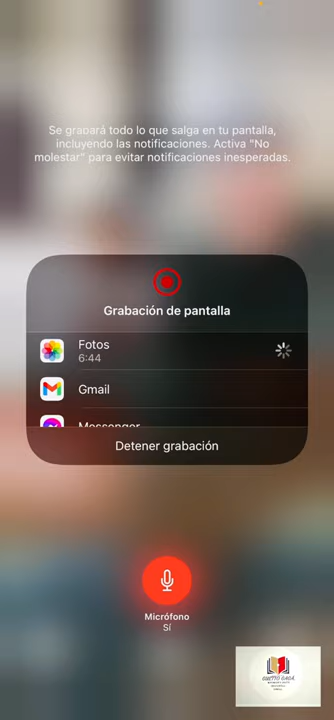 Se grabará todo lo que salga en tu pantalla,
incluyendo las notificaciones. Activa "No
molestar" para evitar notificaciones inesperadas.
Grabación de pantalla
Fotos
6:44
Gmail
Messenger
Detener grabación
Micrófono
Sí